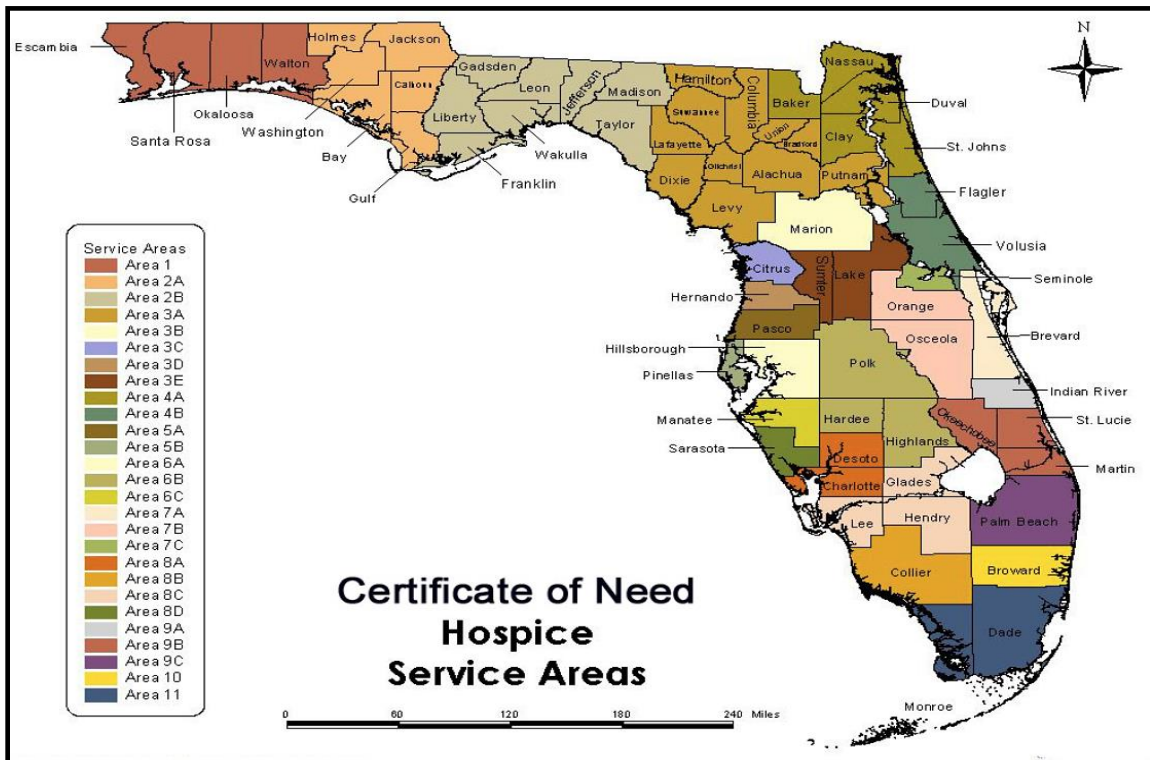 Escambia
Santa Rosa
Okaloosa
Walton
Holmes
Jackson
Washington
Bay
Calhoun
Gulf
Gadsden
Liberty
Leon
Jefferson
Madison
Taylor
Wakulla
Franklin
Hamilton
Suwannee
Lafayette
Dixie
Columbia
Gilchrist
Union
Bradford
Alachua
Levy
Putnam
Baker
Nassau
Duval
Clay
St. Johns
Flagler
Volusia
Marion
Citrus
Sumter
Lake
Hernando
Seminole
Orange
Pasco
Osceola
Brevard
Hillsborough
Pinellas
Polk
Indian River
Manatee
Hardee
Highlands
Okeechobee
St. Lucie
Sarasota
Desoto
Martin
Charlotte
Glades
Lee
Hendry
Palm Beach
Collier
Broward
Dade
Monroe
N
Service Areas
Area 1
Area 2A
Area 2B
Area 3A
Area 3B
Area 3C
Area 3D
Area 3E
Area 4A
Area 4B
Area 5A
Area 5B
Area 6A
Area 6B
Area 6C
Area 7A
Area 7B
Area 7C
Area 8A
Area 8B
Area 8C
Area 8D
Area 9A
Area 9B
Area 9C
Area 10
Area 11
Certificate of Need
Hospice
Service Areas
0 60 120 180 240 Miles